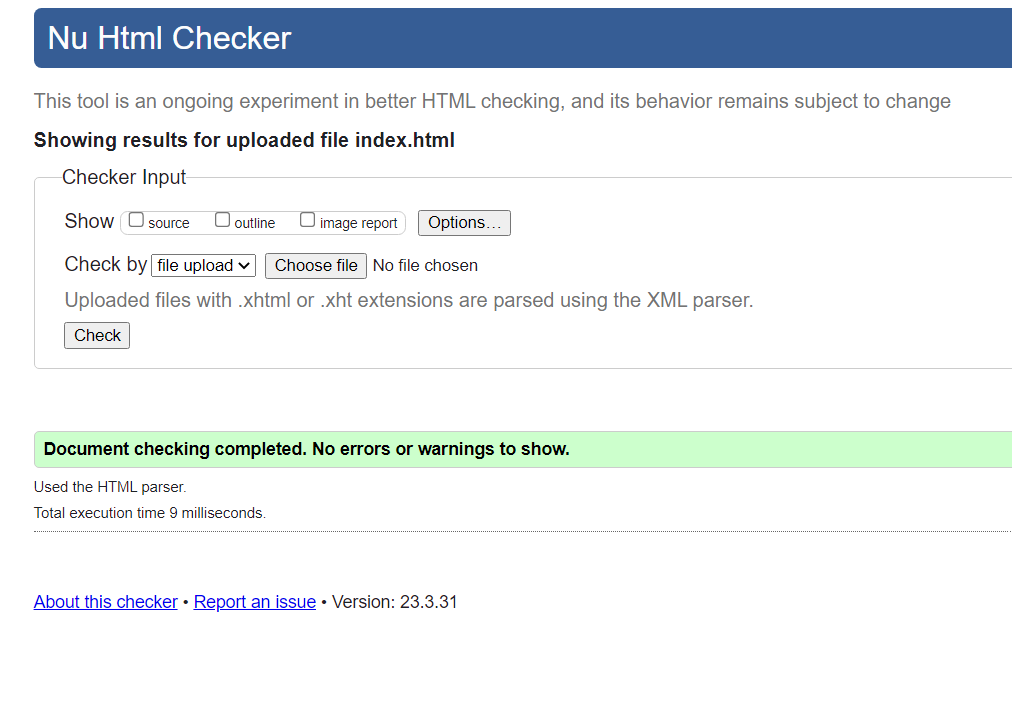 Nu Html Checker
This tool is an ongoing experiment in better HTML checking, and its behavior remains subject to change
Showing results for uploaded file index.html
Checker Input
Show source outline image report Options…
Check by file upload Choose file No file chosen
Uploaded files with .xhtml or .xht extensions are parsed using the XML parser.
Check
Document checking completed. No errors or warnings to show.
Used the HTML parser.
Total execution time 9 milliseconds.
About this checker • Report an issue • Version: 23.3.31